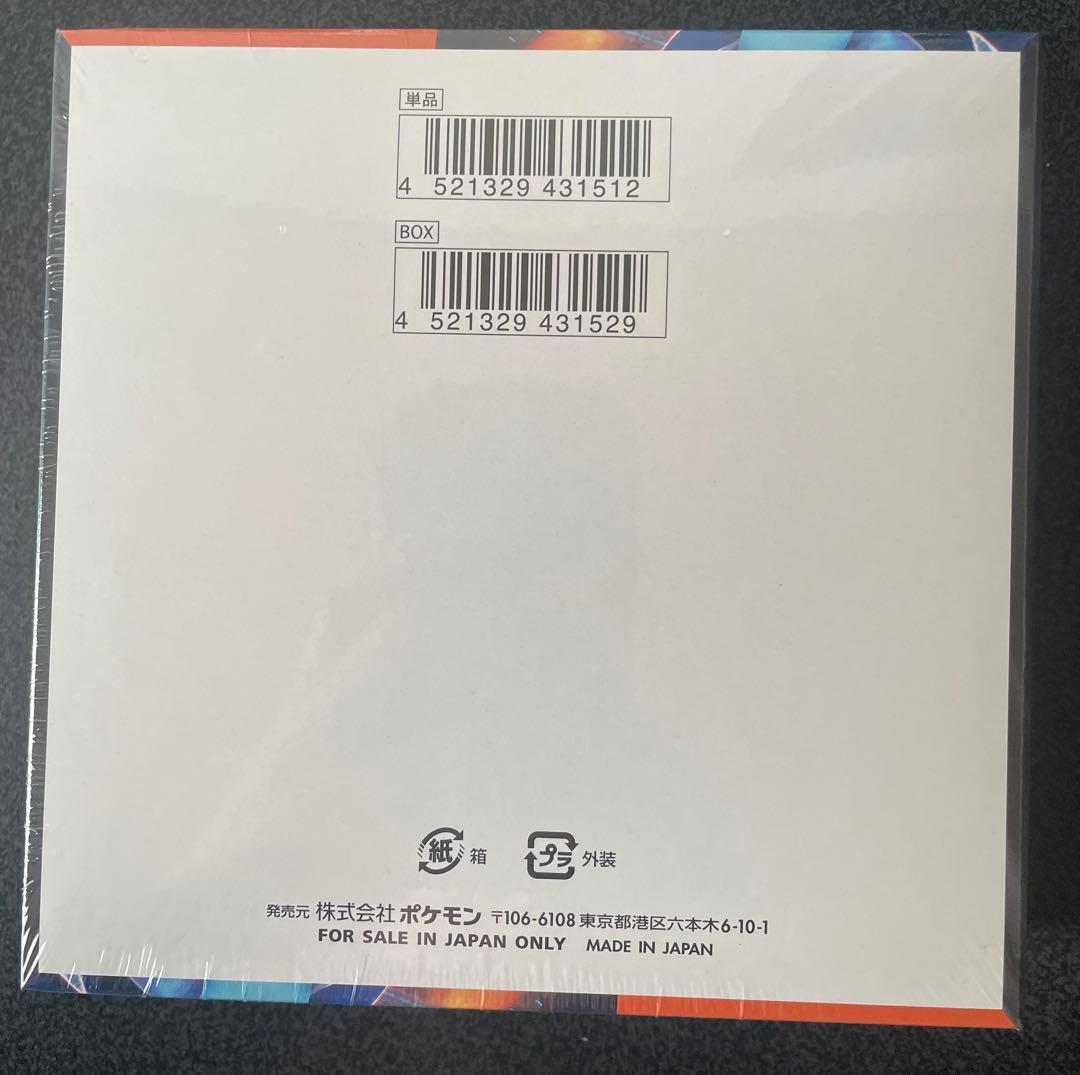 単品
4 521329 431512
BOX
4 521329 431529
紙 箱 プラ 外装
発売元 株式会社 ポケモン 〒106-6108 東京都港区六本木6-10-1
FOR SALE IN JAPAN ONLY MADE IN JAPAN